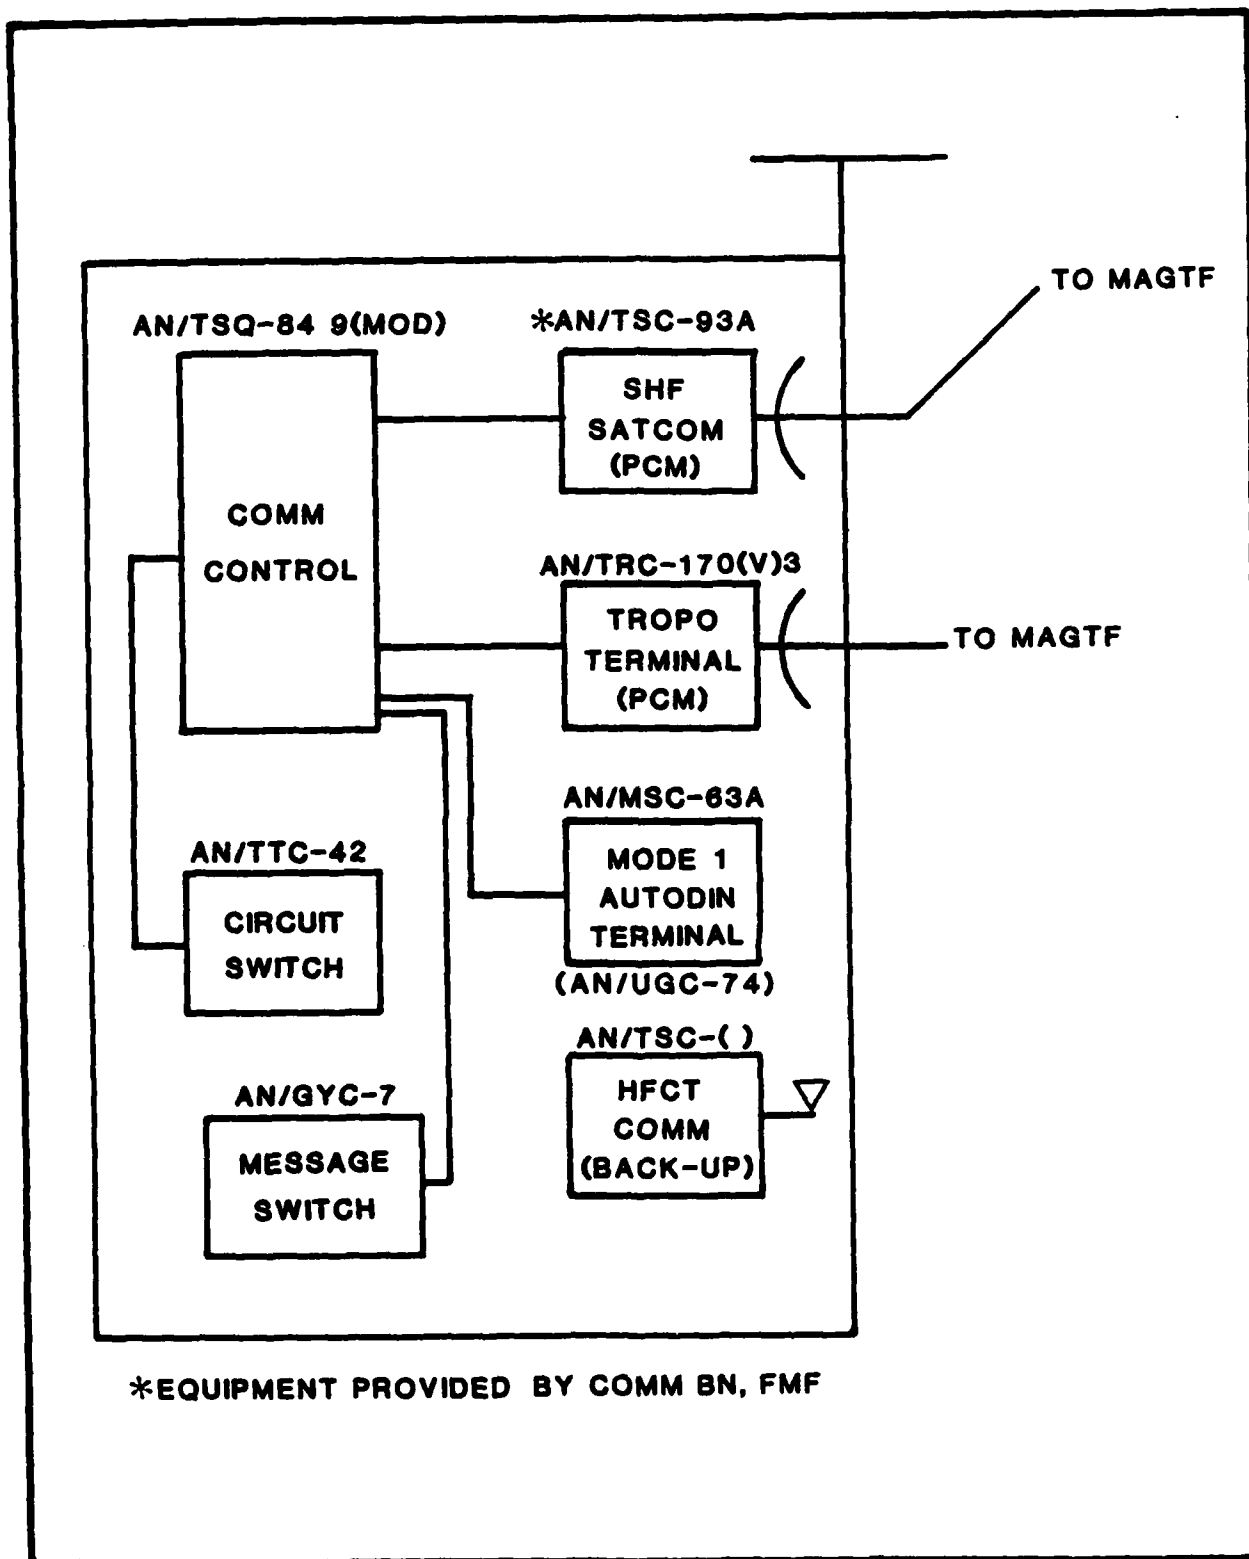 TO MAGTF
AN/TSQ-84 9(MOD)
*AN/TSC-93A
SHF
SATCOM
(PCM)
COMM
CONTROL
AN/TRC-170(V)3
TROPO
TERMINAL
(PCM)
TO MAGTF
AN/MSC-63A
MODE 1
AUTODIN
TERMINAL
(AN/UGC-74)
AN/TTC-42
CIRCUIT
SWITCH
AN/TSC-( )
HFCT
COMM
(BACK-UP)
AN/GYC-7
MESSAGE
SWITCH
*EQUIPMENT PROVIDED BY COMM BN, FMF